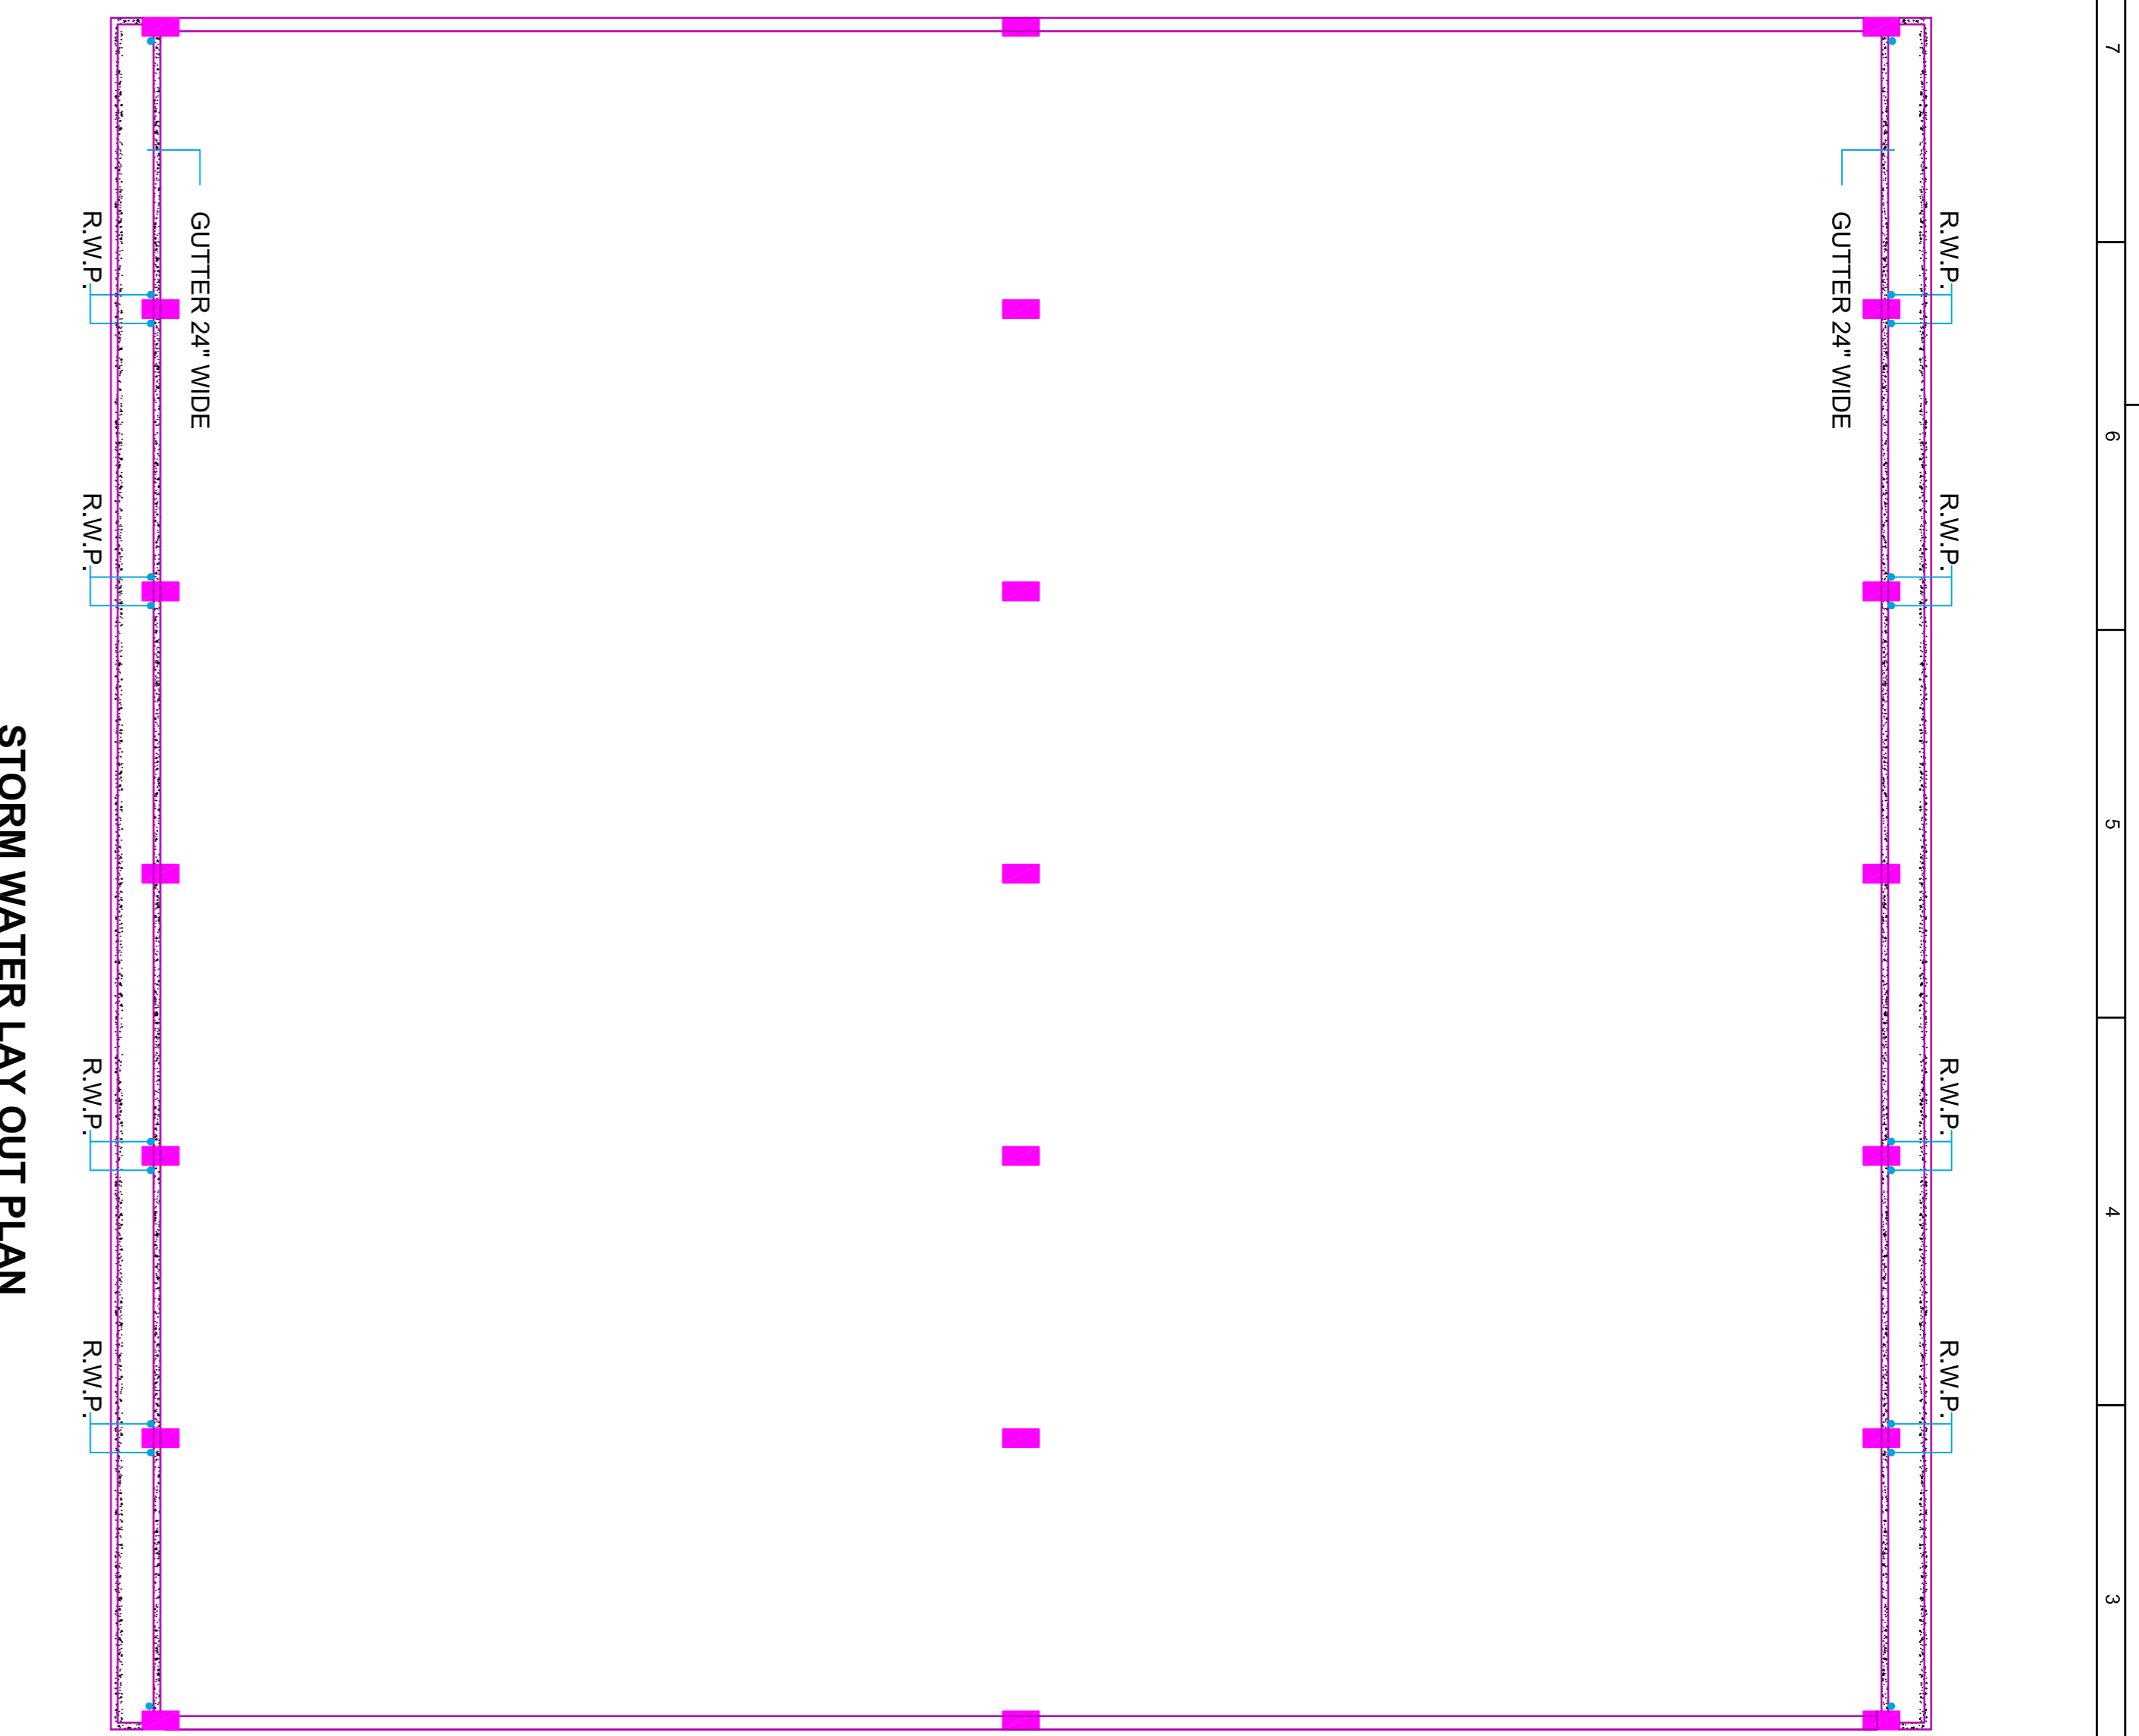 7
6
5
4
3
R.W.P.
R.W.P.
R.W.P.
R.W.P.
GUTTER 24" WIDE
GUTTER 24" WIDE
R.W.P.
R.W.P.
R.W.P.
R.W.P.
STORM WATER LAY OUT PLAN